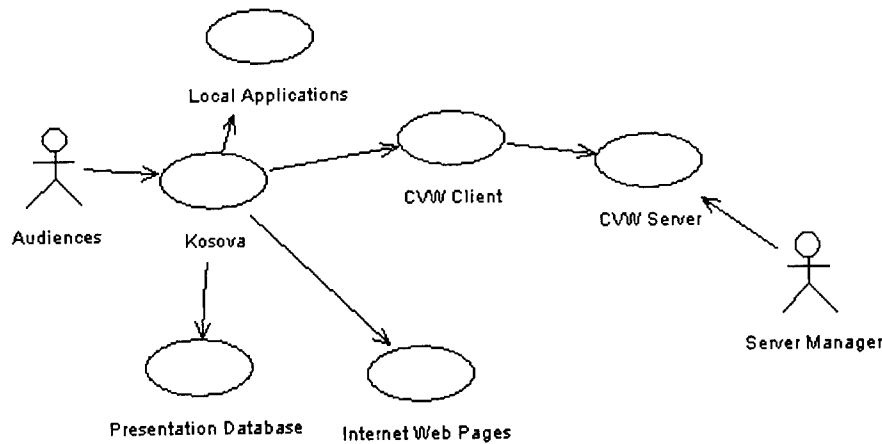 Local Applications
CVW Client
CVW Server
Audiences
Kosova
Server Manager
Presentation Database
Internet Web Pages